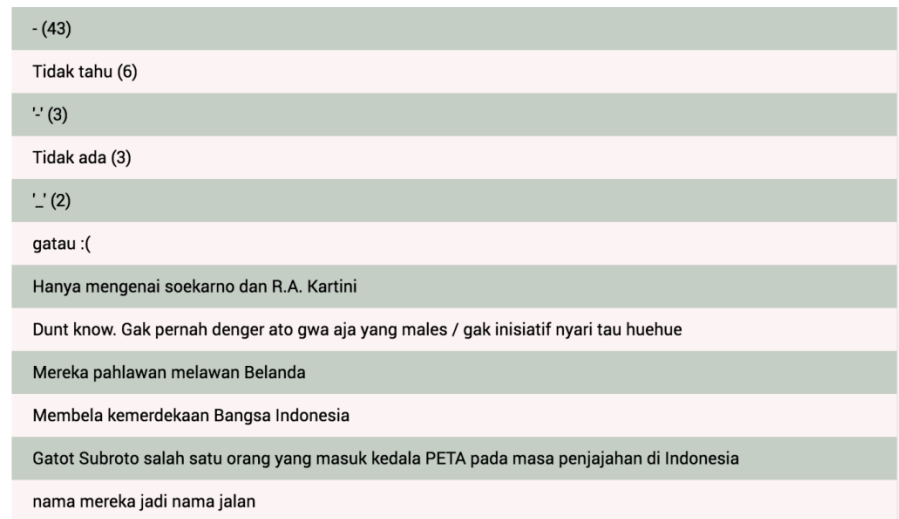 - (43)
Tidak tahu (6)
'-' (3)
Tidak ada (3)
'_' (2)
gatau :(
Hanya mengenai soekarno dan R.A. Kartini
Dunt know. Gak pernah denger ato gwa aja yang males / gak inisiatif nyari tau huehue
Mereka pahlawan melawan Belanda
Membela kemerdekaan Bangsa Indonesia
Gatot Subroto salah satu orang yang masuk kedala PETA pada masa penjajahan di Indonesia
nama mereka jadi nama jalan